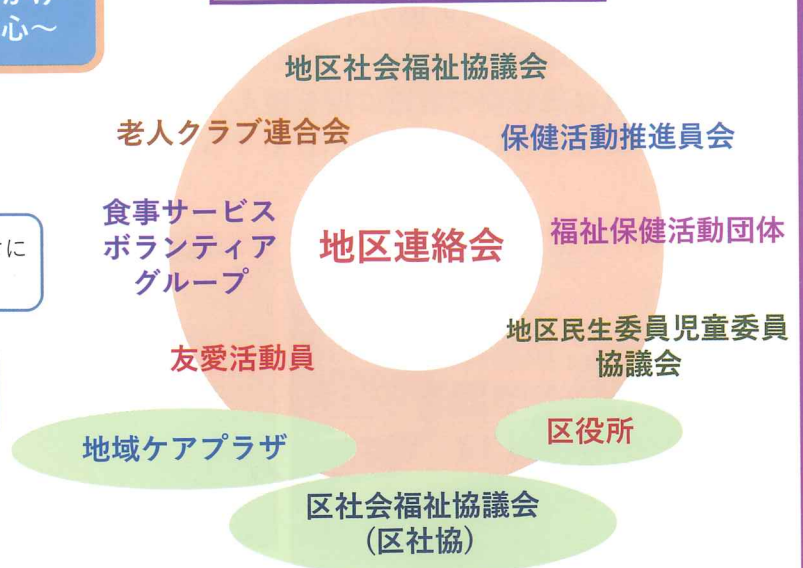 心～
地区社会福祉協議会
老人クラブ連合会
保健活動推進員会
食事サービス
ボランティア
グループ
地区連絡会
福祉保健活動団体
に
友愛活動員
地区民生委員児童委員
協議会
地域ケアプラザ
区役所
区社会福祉協議会
(区社協)